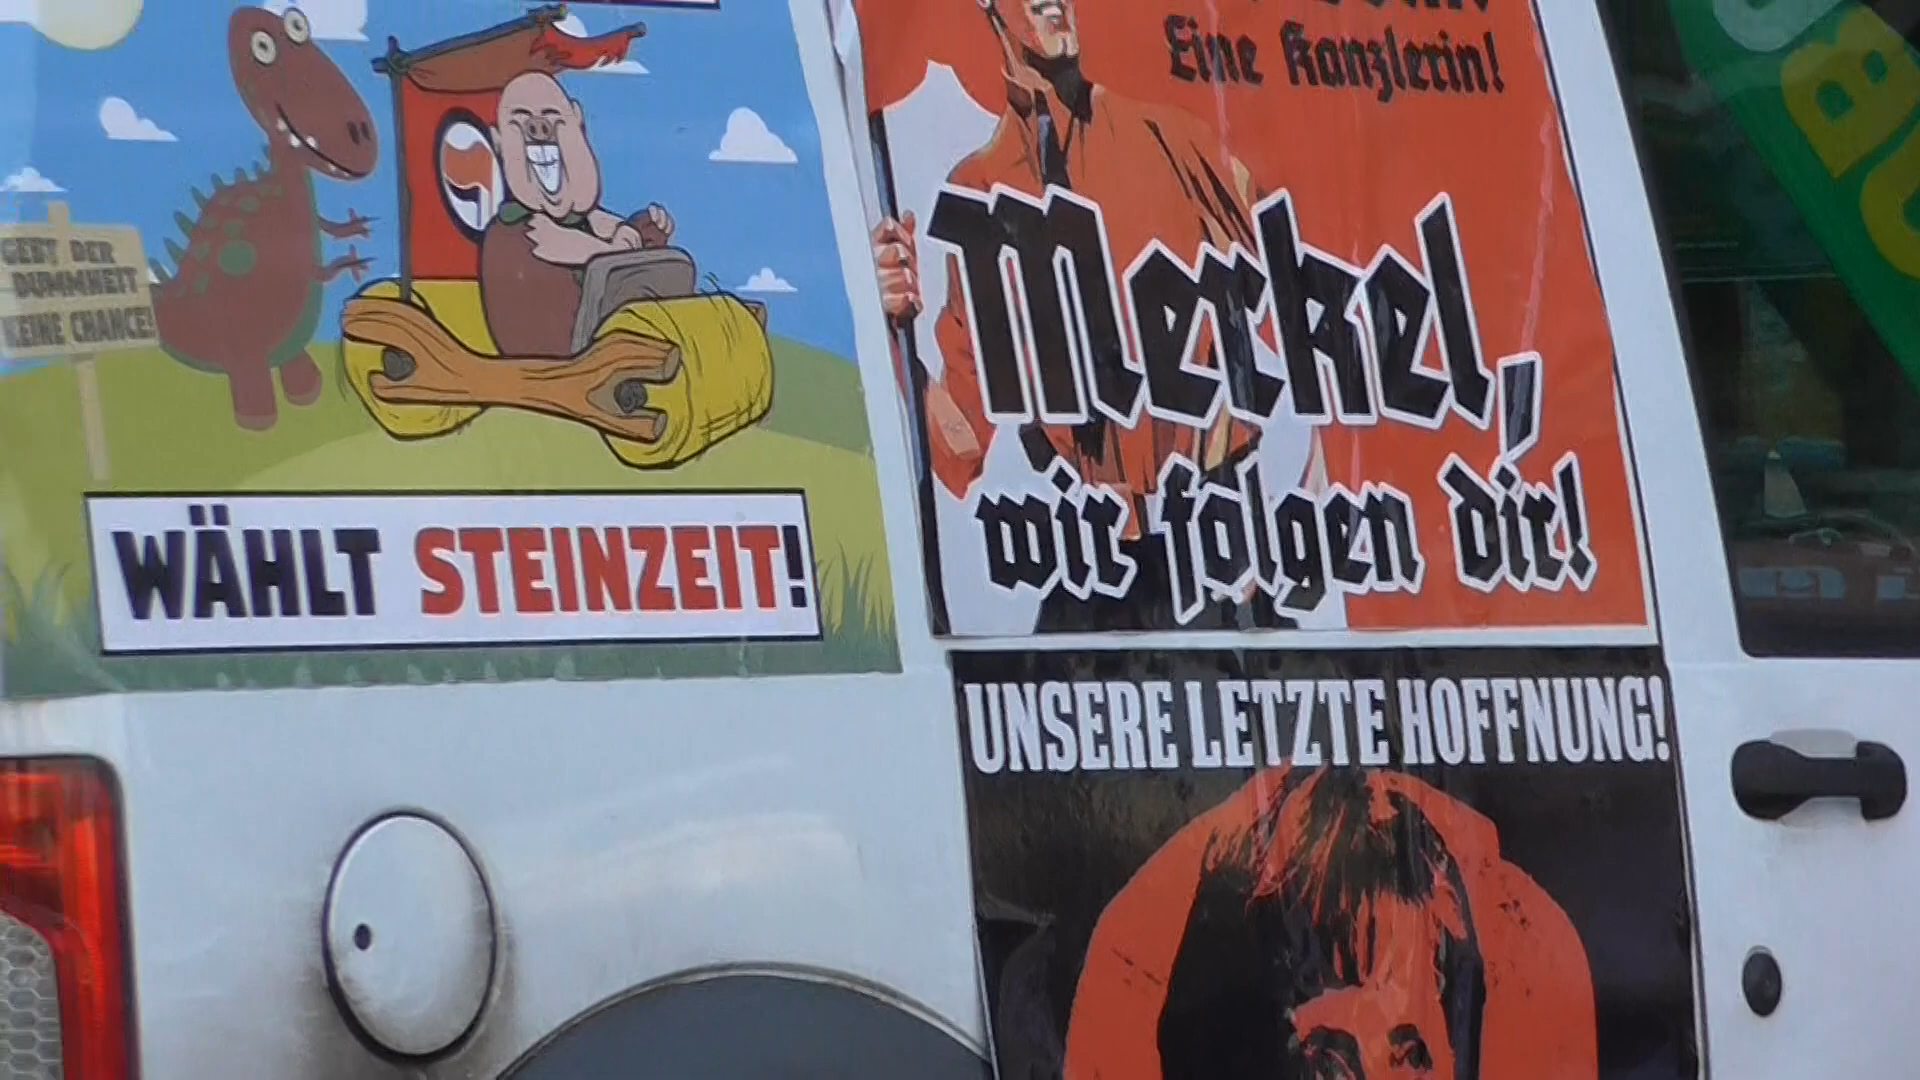 GEBT DER
DUMMHEIT
KEINE CHANCE!
WÄHLT STEINZEIT!
Eine Kanzlerin!
Merkel,
wir folgen dir!
UNSERE LETZTE HOFFNUNG!